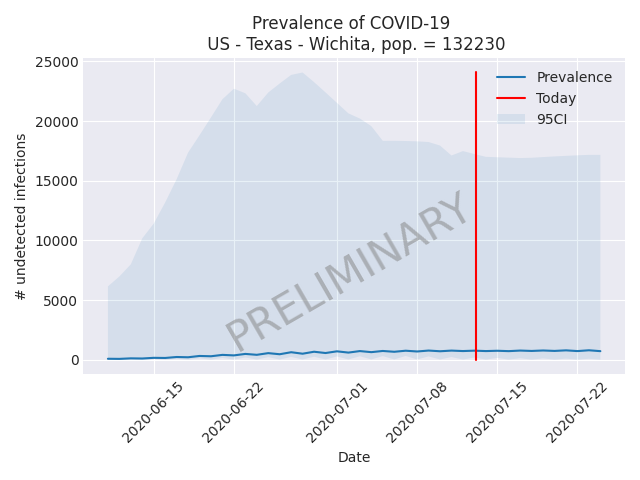 Prevalence of COVID-19
US - Texas - Wichita, pop. = 132230
25000
20000
15000
10000
5000
0
# undetected infections
Prevalence
Today
95CI
PRELIMINARY
2020-06-15
2020-06-22
2020-07-01
2020-07-08
2020-07-15
2020-07-22
Date